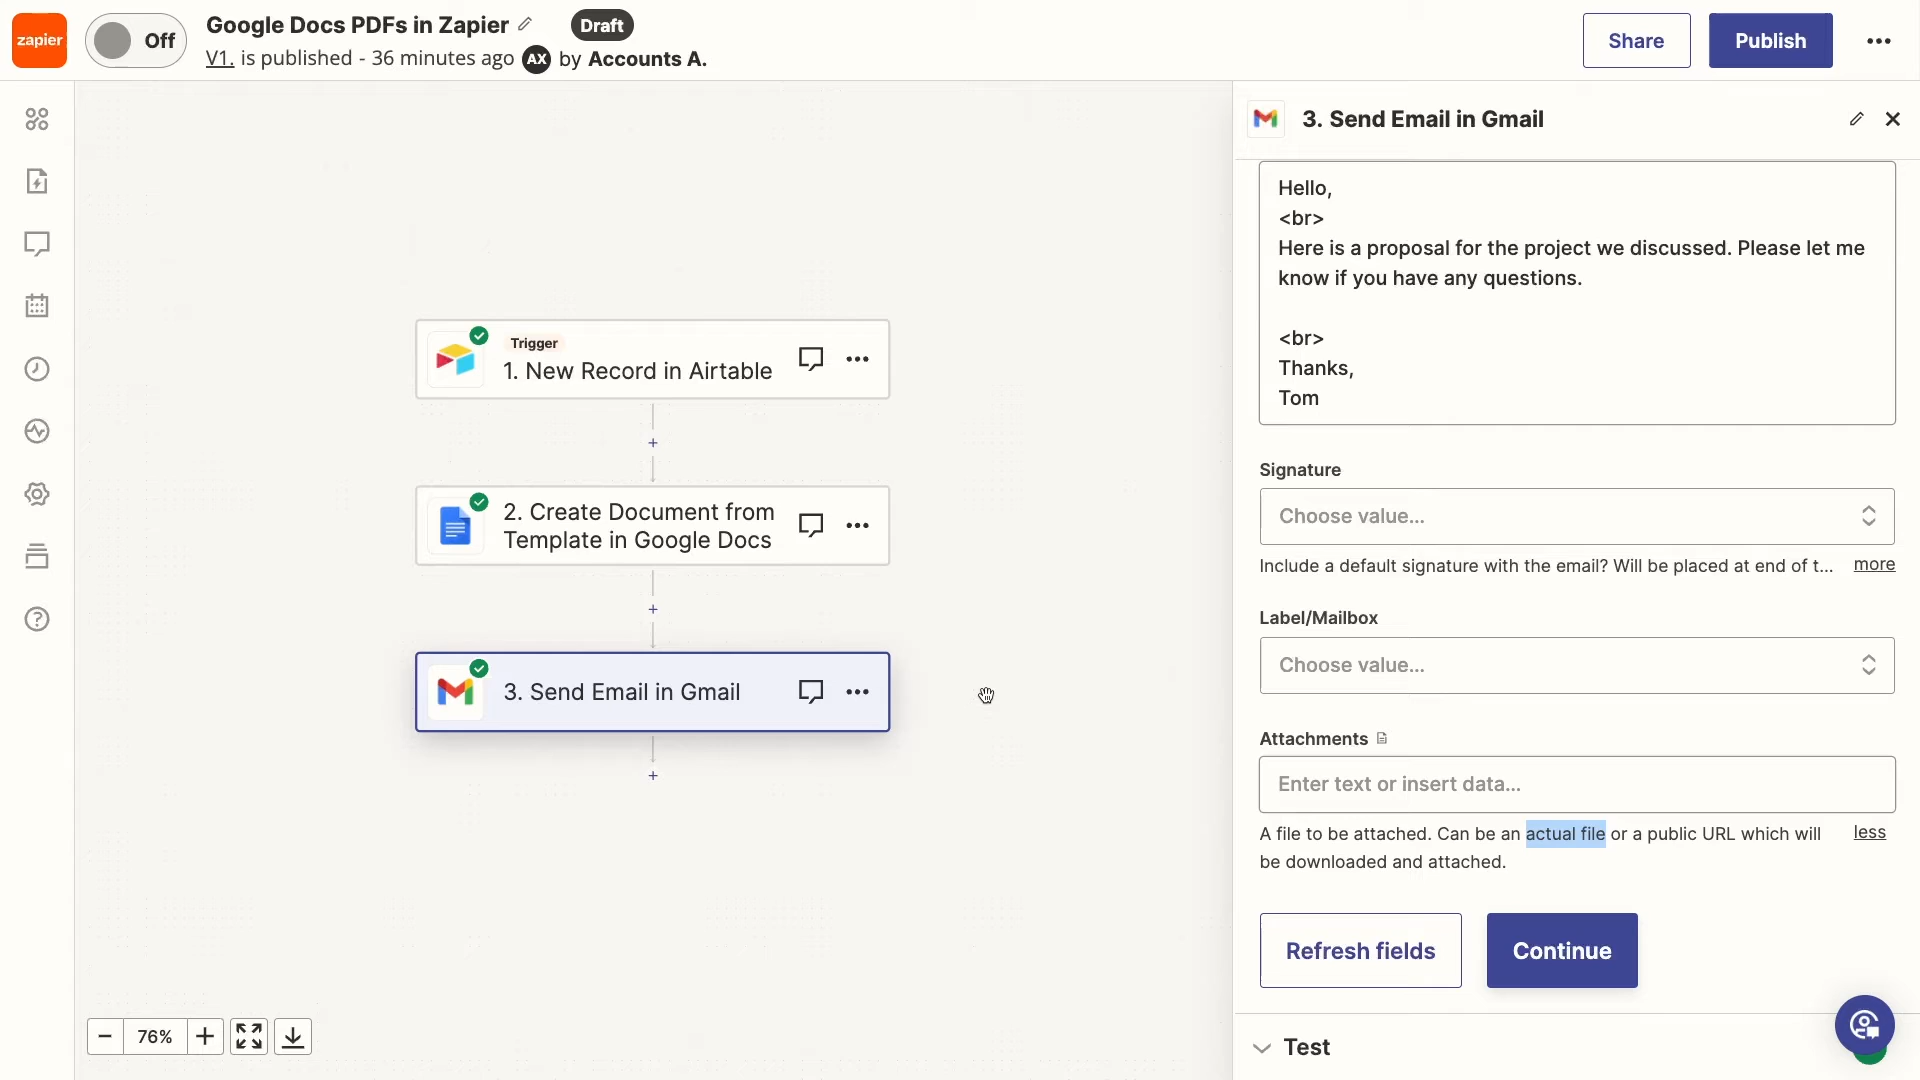 zapier
Off
Google Docs PDFs in Zapier
Draft
V1. is published - 36 minutes ago AX by Accounts A.
Share
Publish
3. Send Email in Gmail
Hello,
<br>
Here is a proposal for the project we discussed. Please let me
know if you have any questions.
<br>
Thanks,
Tom
Trigger
1. New Record in Airtable
+
2. Create Document from
Template in Google Docs
+
3. Send Email in Gmail
+
Signature
Choose value...
Include a default signature with the email? Will be placed at end of t... more
Label/Mailbox
Choose value...
Attachments
Enter text or insert data...
A file to be attached. Can be an actual file or a public URL which will less
be downloaded and attached.
Refresh fields
Continue
76%
Test